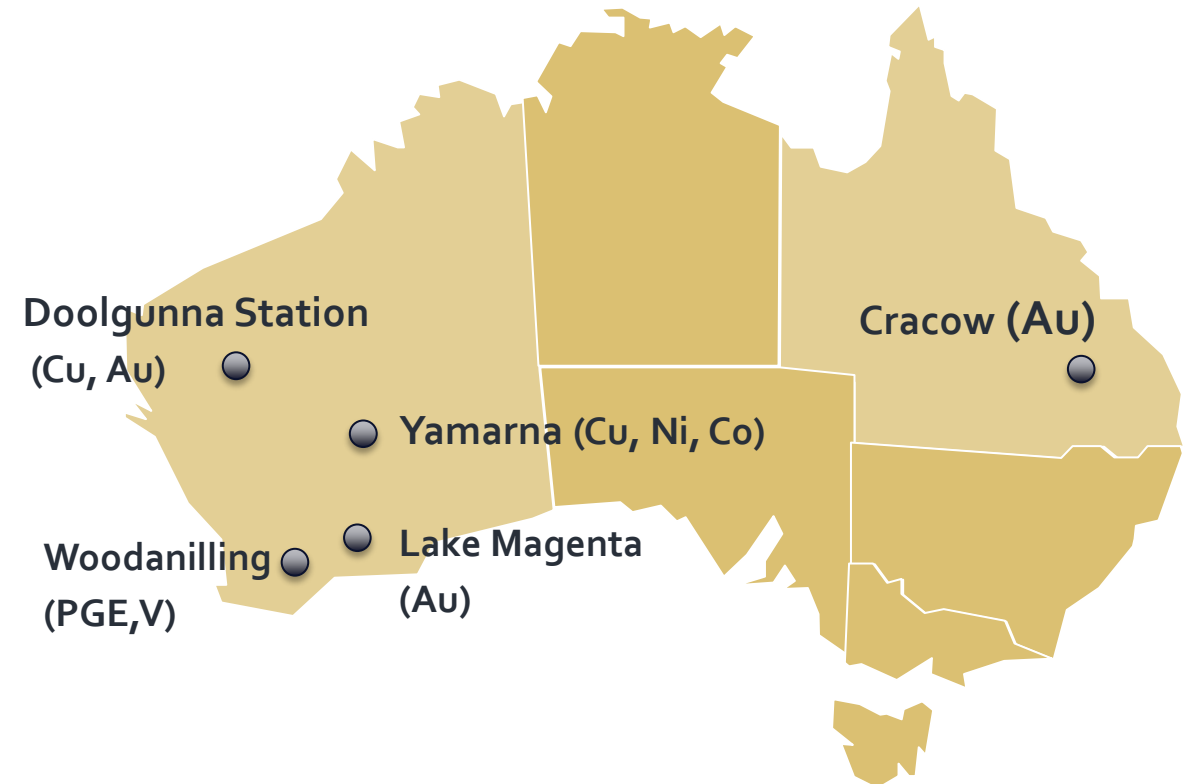 Doolgunna Station
(Cu, Au)
Cracow (Au)
Yamarna (Cu, Ni, Co)
Woodanilling
(PGE,V)
Lake Magenta
(Au)